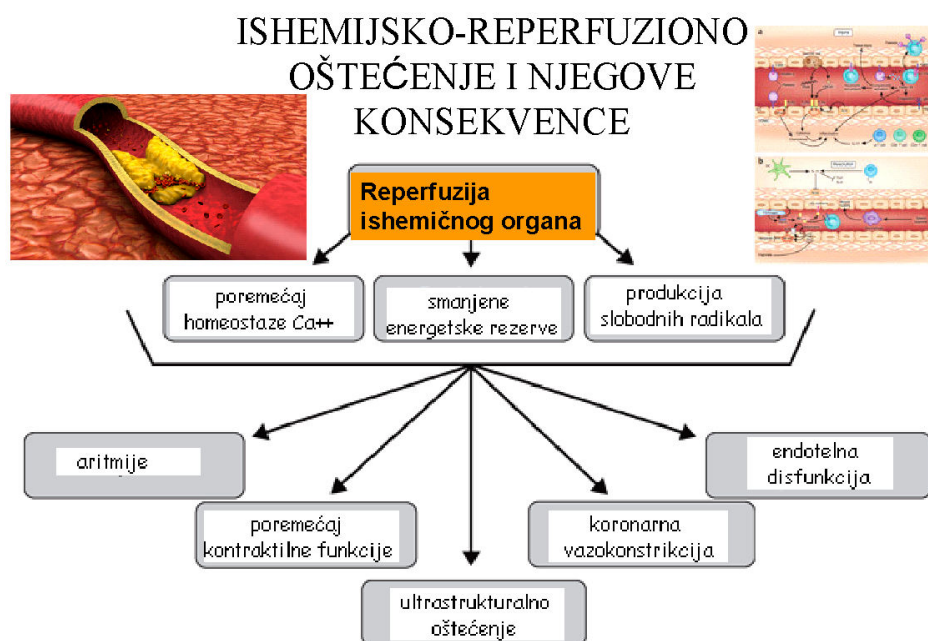 ISHEMIJSKO-REPERFUZIONO
OŠTEĆENJE I NJEGOVE
KONSEKVENCE
a
b
Reperfuzija
ishemičnog organa
poremećaj
homeostaze Ca++
smanjene
energetske rezerve
produkcija
slobodnih radikala
aritmije
endotelna
disfunkcija
poremećaj
kontraktilne funkcije
koronarna
vazokonstrikcija
ultrastrukturalno
oštećenje